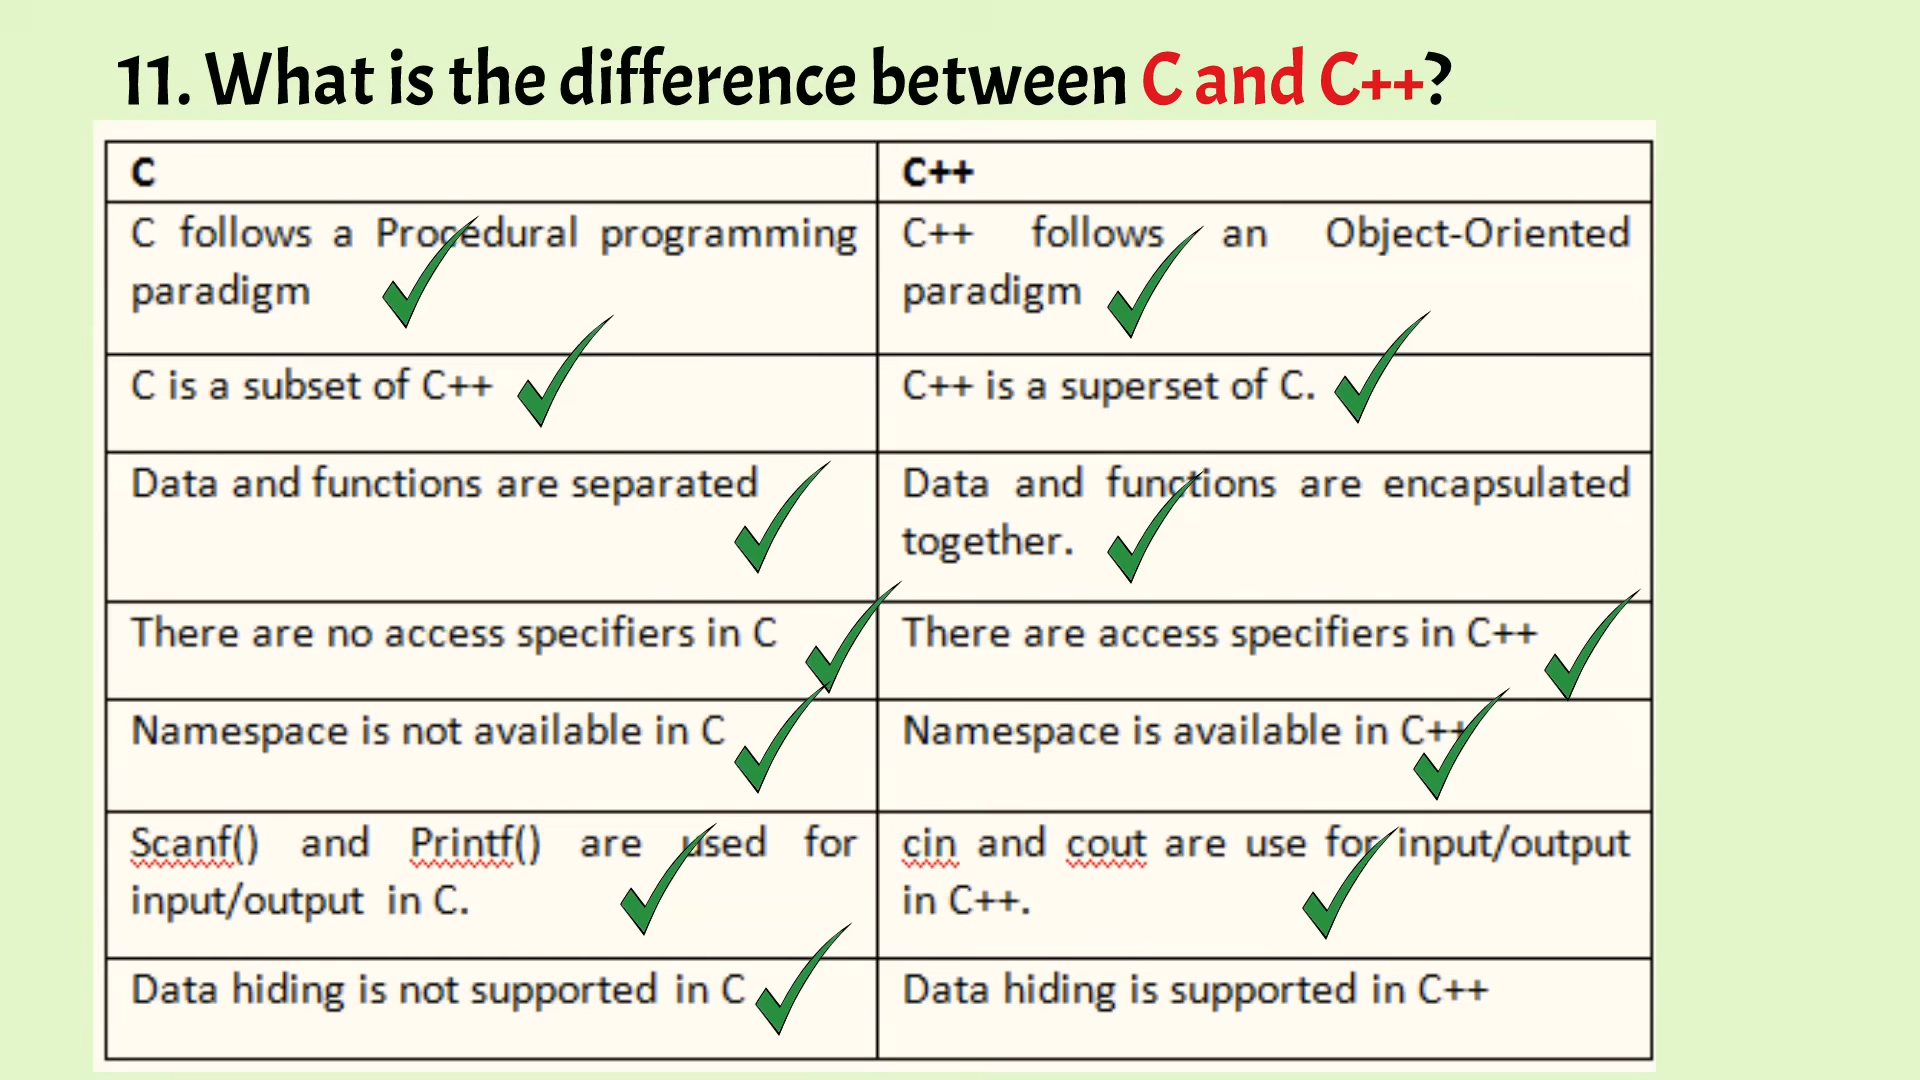 11. What is the difference between C and C++?
C
C++
C follows a Procedural programming
paradigm
C++ follows an Object-Oriented
paradigm
C is a subset of C++
C++ is a superset of C.
Data and functions are separated
Data and functions are encapsulated
together.
There are no access specifiers in C
There are access specifiers in C++
Namespace is not available in C
Namespace is available in C++
Scanf() and Printf() are used for
input/output in C.
cin and cout are use for input/output
in C++.
Data hiding is not supported in C
Data hiding is supported in C++